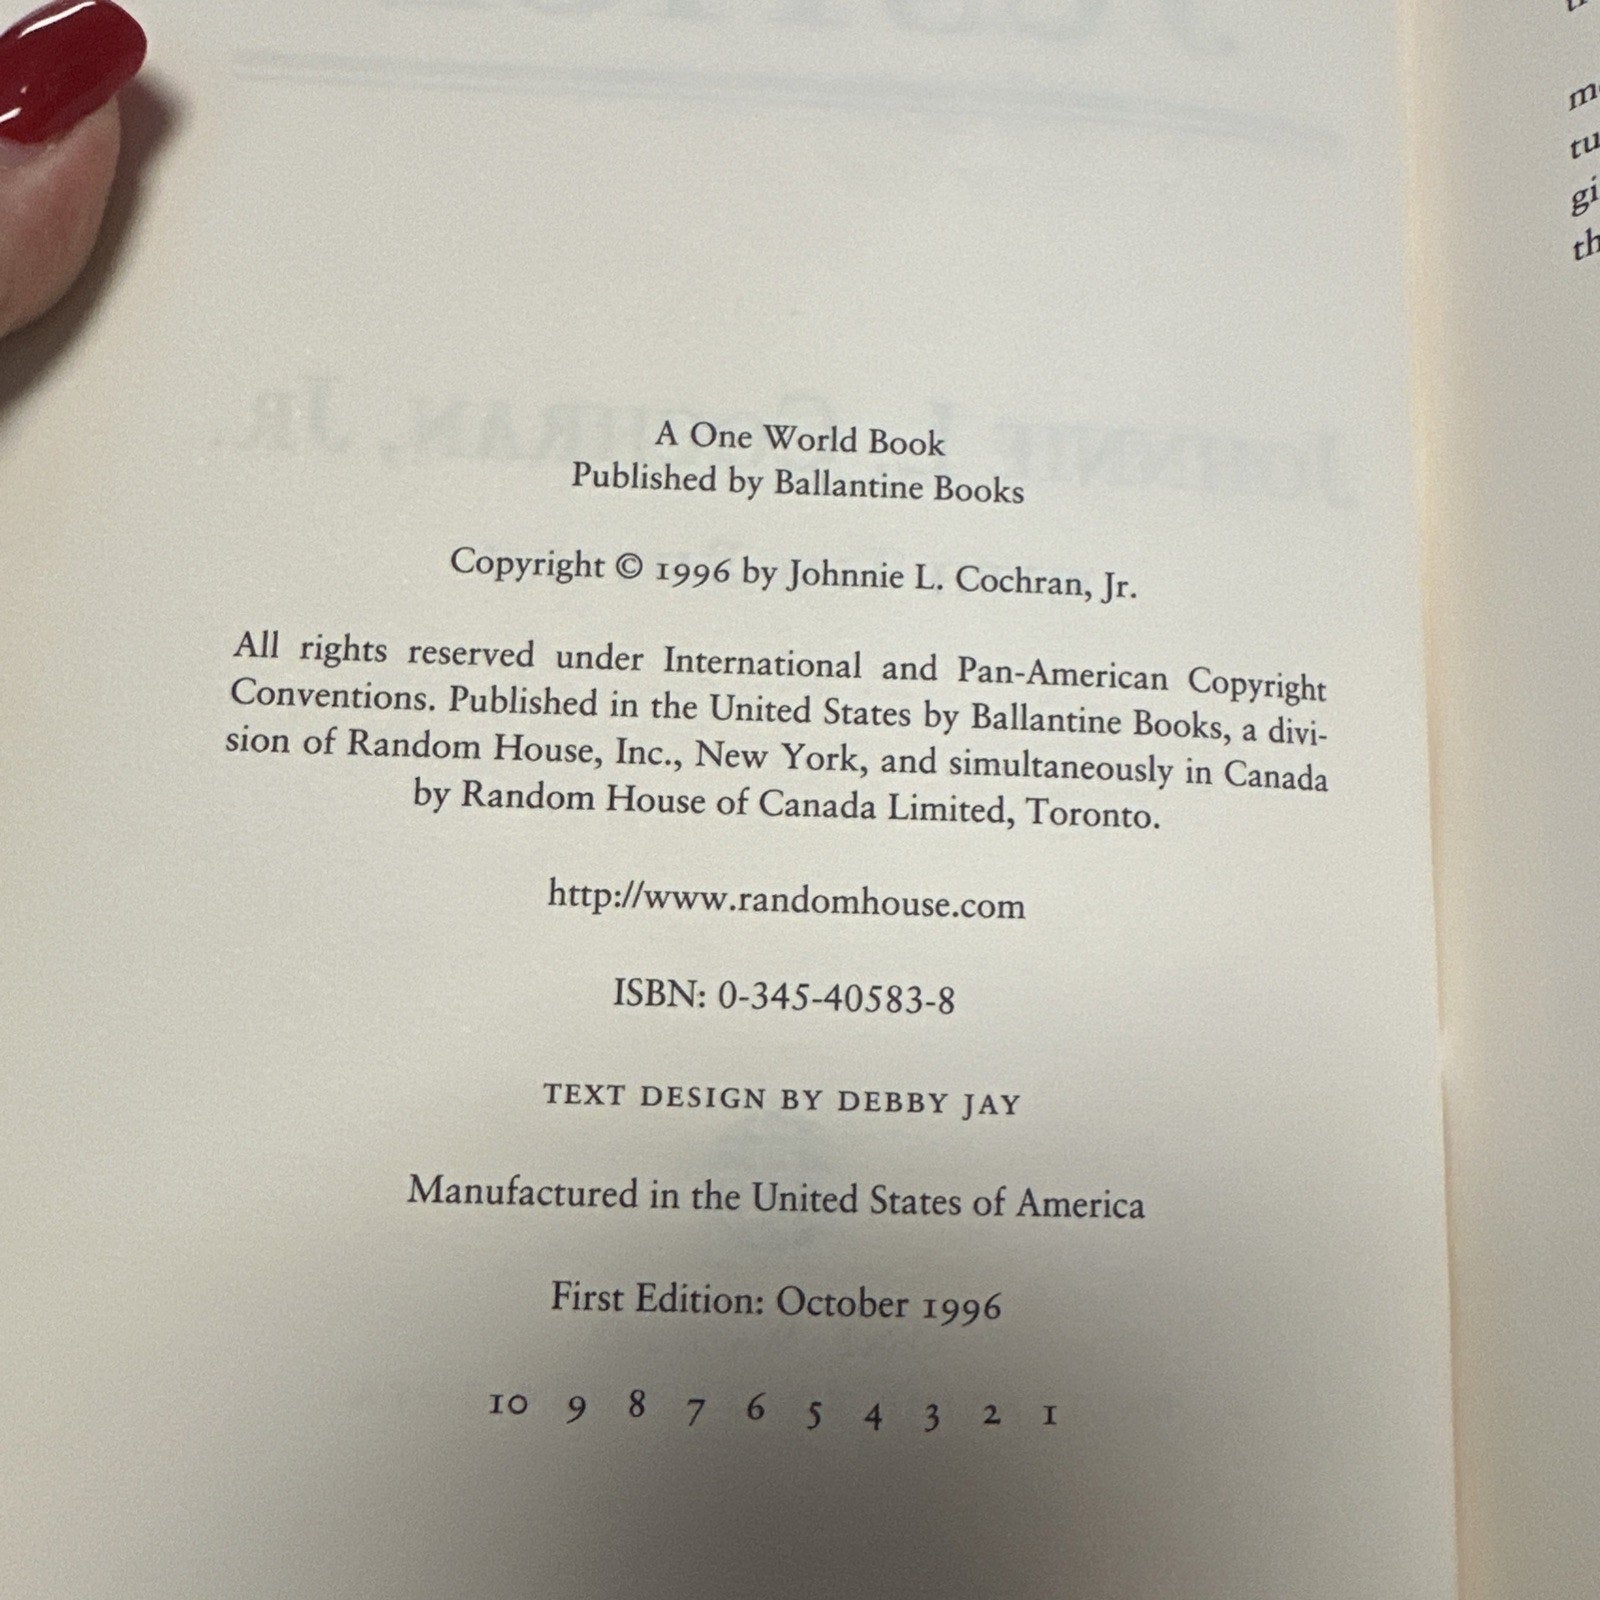 A One World Book
Published by Ballantine Books
Copyright © 1996 by Johnnie L. Cochran, Jr.
All rights reserved under International and Pan-American Copyright
Conventions. Published in the United States by Ballantine Books, a divi-
sion of Random House, Inc., New York, and simultaneously in Canada
by Random House of Canada Limited, Toronto.
http://www.randomhouse.com
ISBN: 0-345-40583-8
TEXT DESIGN BY DEBBY JAY
Manufactured in the United States of America
First Edition: October 1996
10 9 8 7 6 5 4 3 2 1